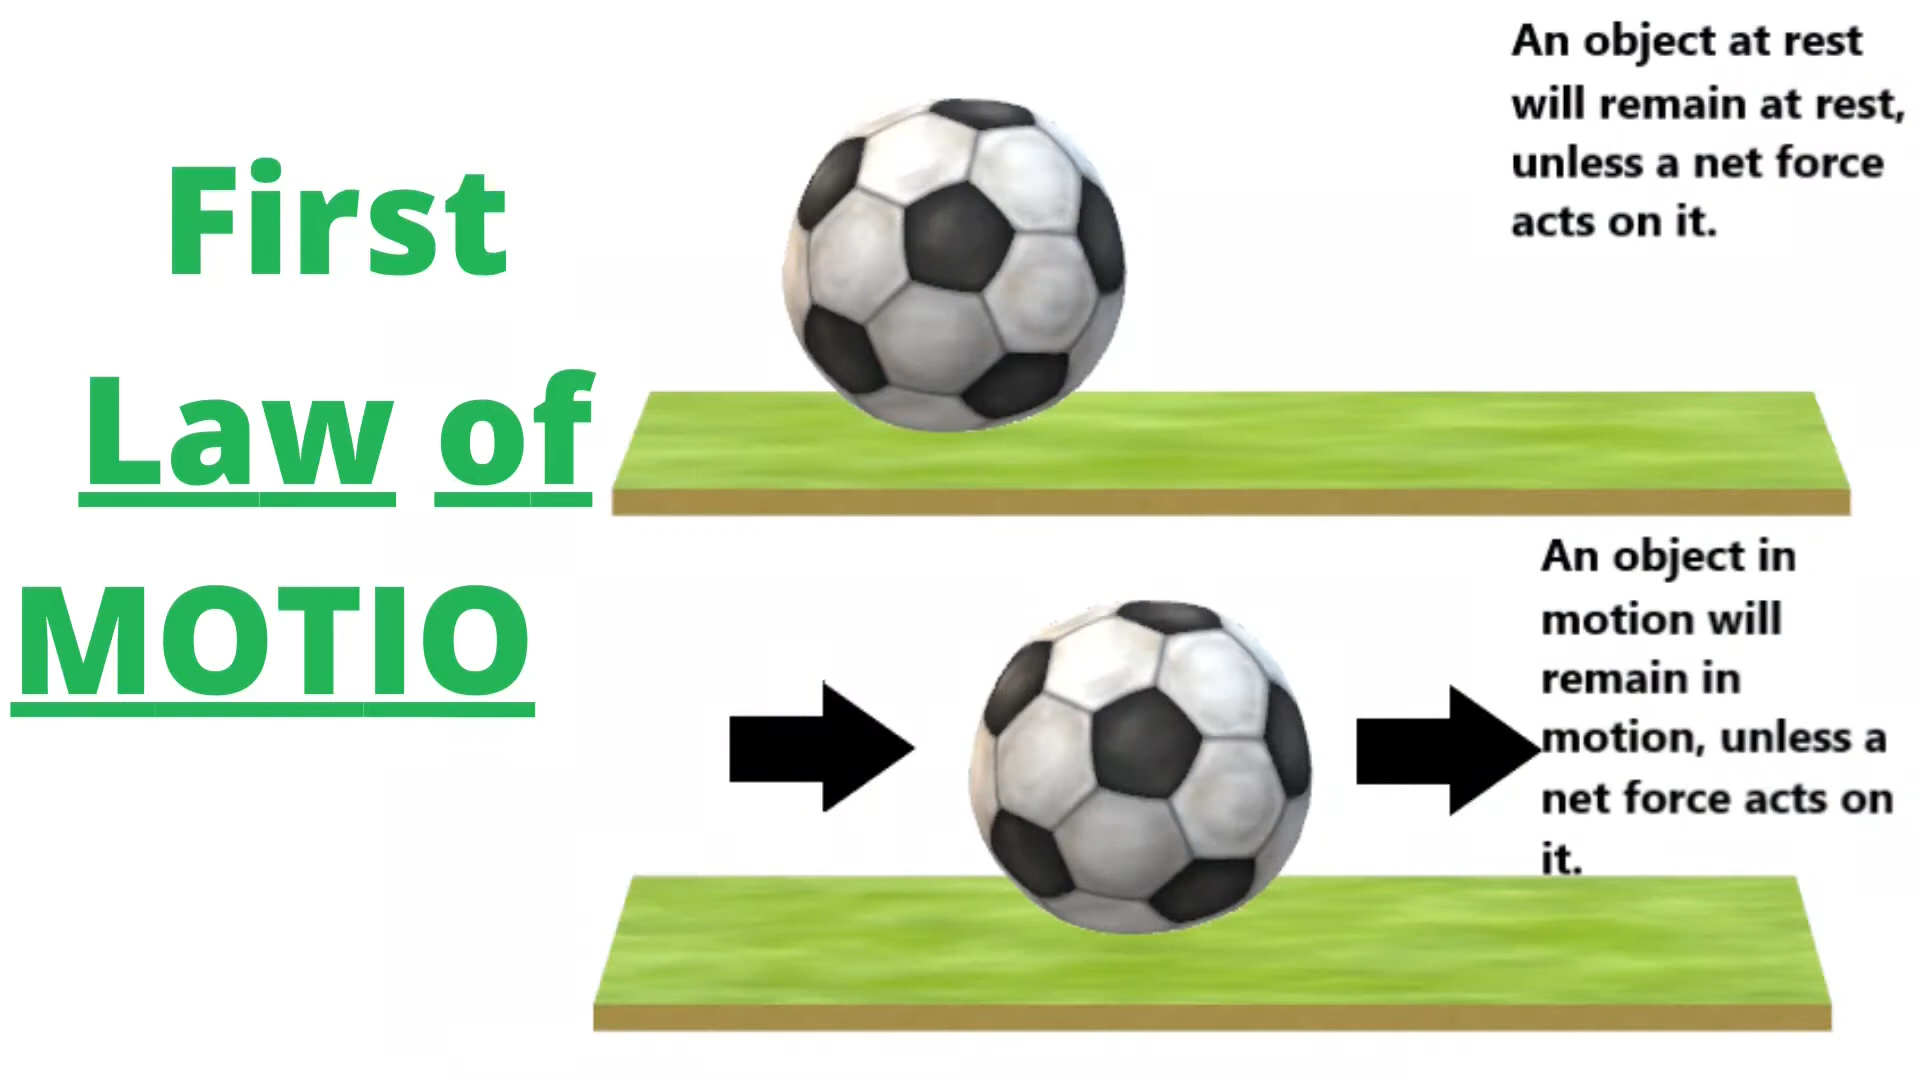 First
Law of
MOTIO
An object at rest
will remain at rest,
unless a net force
acts on it.
An object in
motion will
remain in
motion, unless a
net force acts on
it.